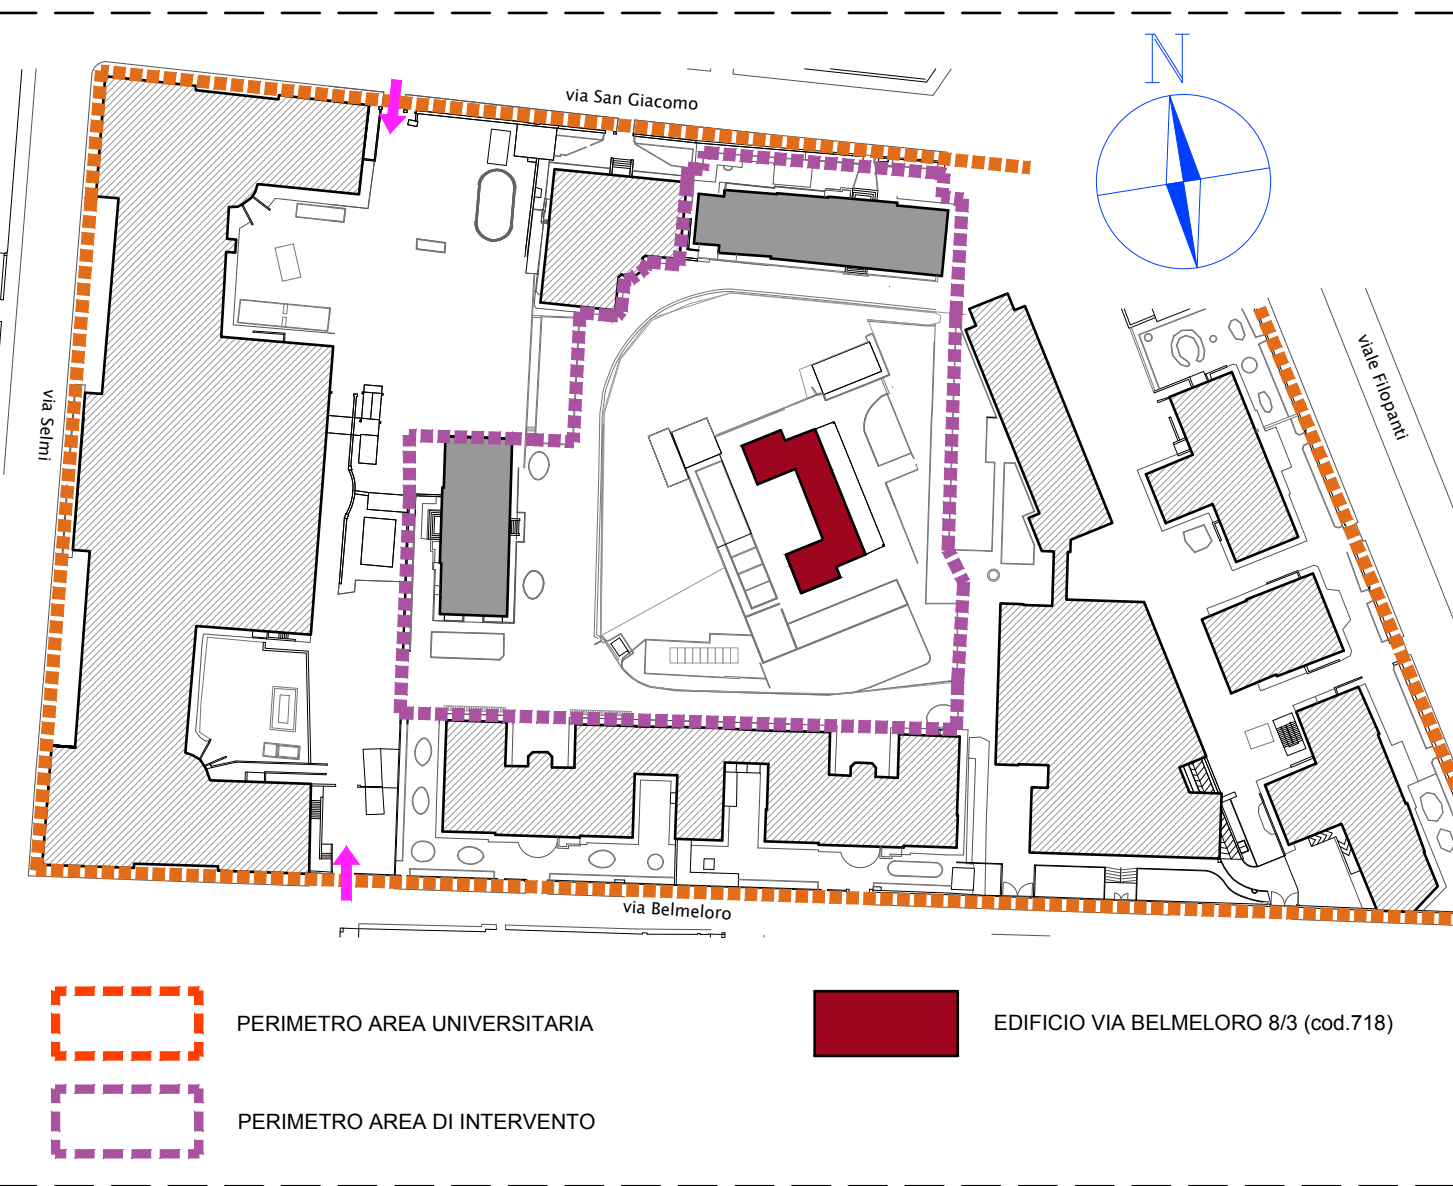 N
via San Giacomo
viale Filopanti
via Selmi
via Belmeloro
PERIMETRO AREA UNIVERSITARIA
EDIFICIO VIA BELMELORO 8/3 (cod.718)
PERIMETRO AREA DI INTERVENTO